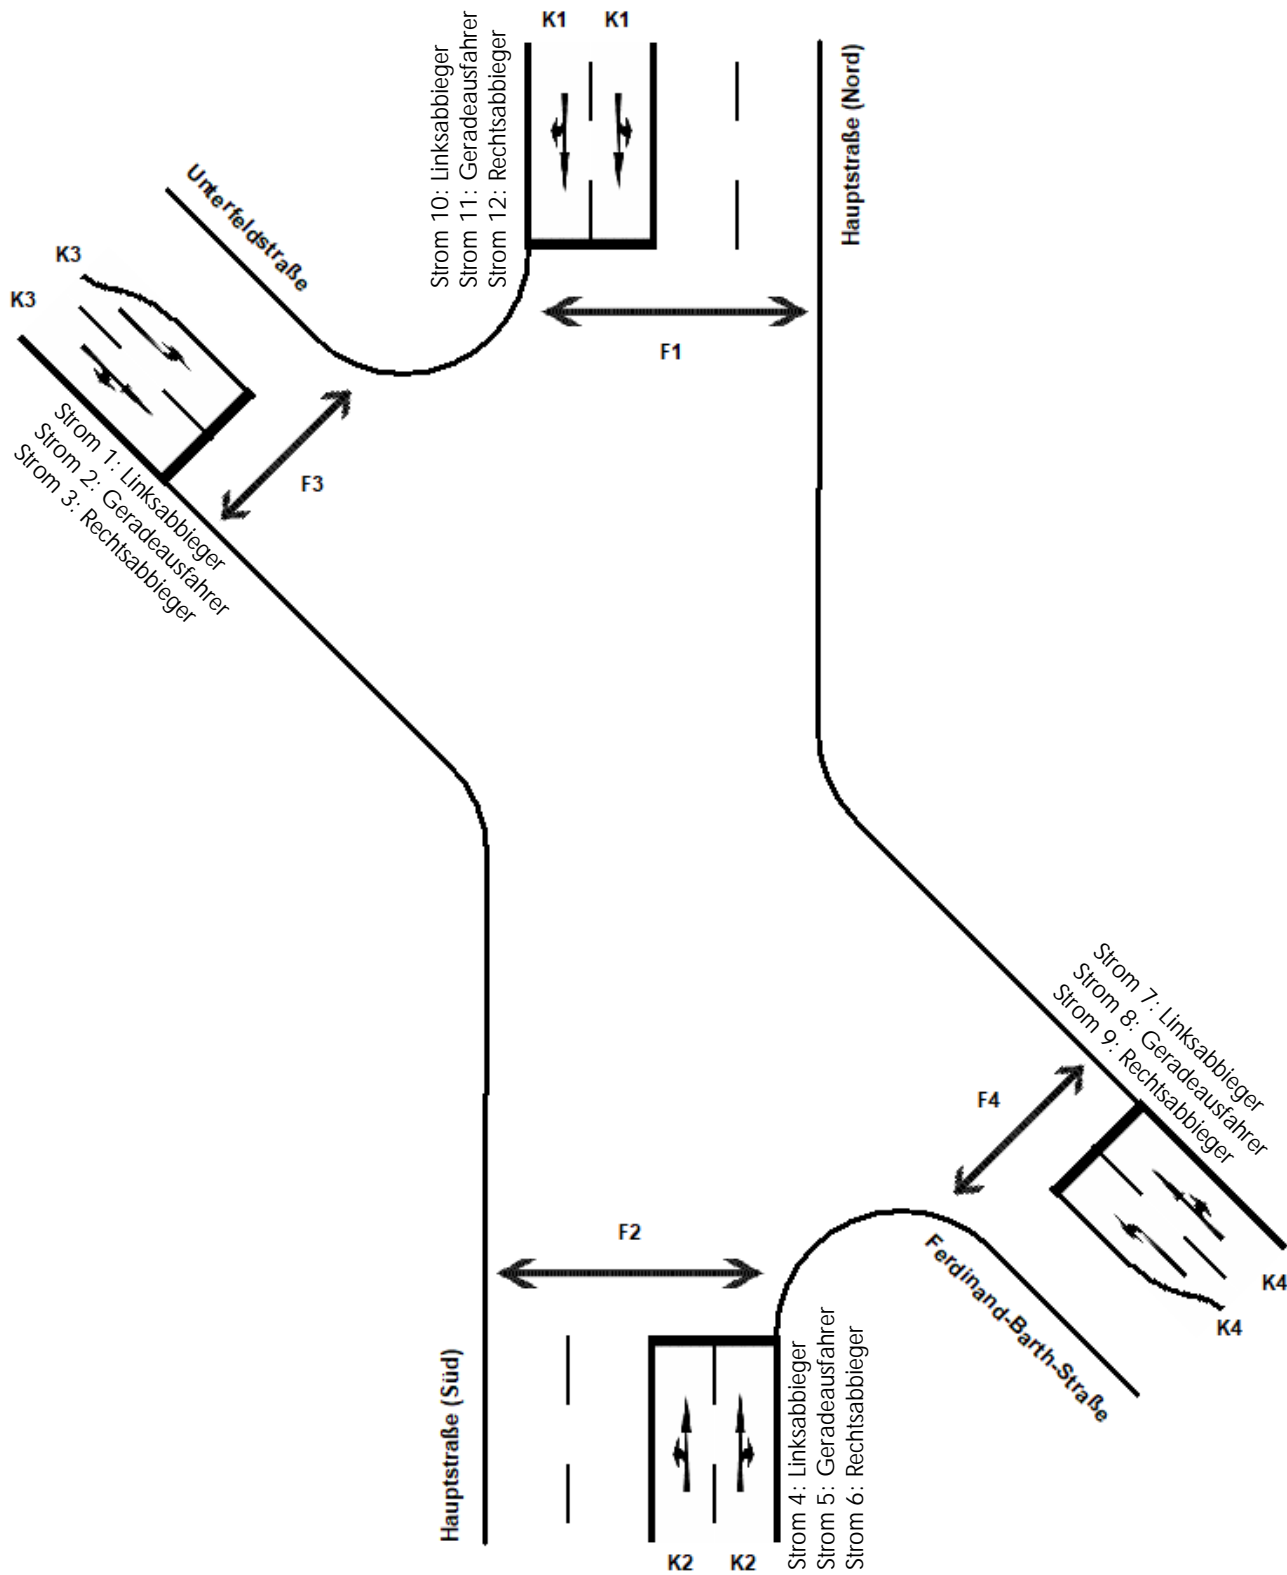 K1 K1
Strom 10: Linksabbieger
Strom 11: Geradeausfahrer
Strom 12: Rechtsabbieger
Hauptstraße (Nord)
Unterfeldstraße
K3
K3
F1
F3
Strom 1: Linksabbieger
Strom 2: Geradeausfahrer
Strom 3: Rechtsabbieger
Strom 7: Linksabbieger
Strom 8: Geradeausfahrer
Strom 9: Rechtsabbieger
F4
F2
Ferdinand-Barth-Straße
K4
K4
Hauptstraße (Süd)
Strom 4: Linksabbieger
Strom 5: Geradeausfahrer
Strom 6: Rechtsabbieger
K2 K2